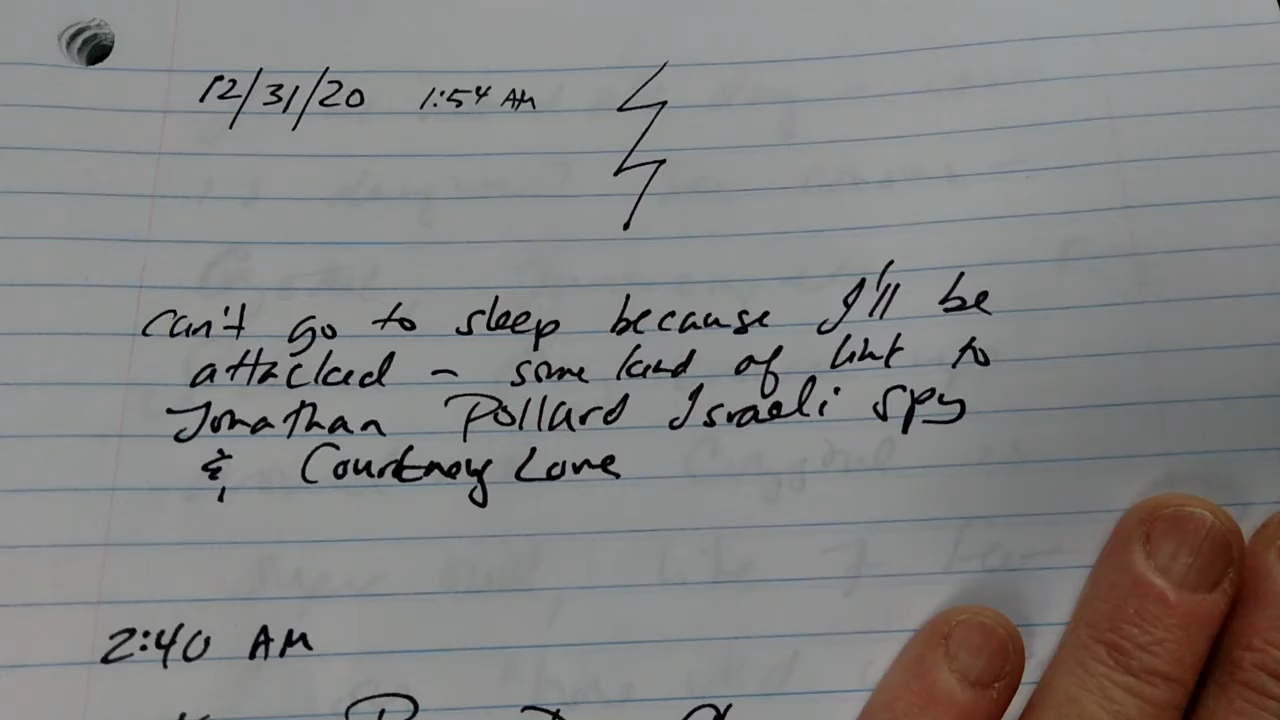 12/31/20 1:54 AM
can't go to sleep because I'll be
attacked - some kind of link to
Jonathan Pollard Israeli spy
& Courtney Love
2:40 AM